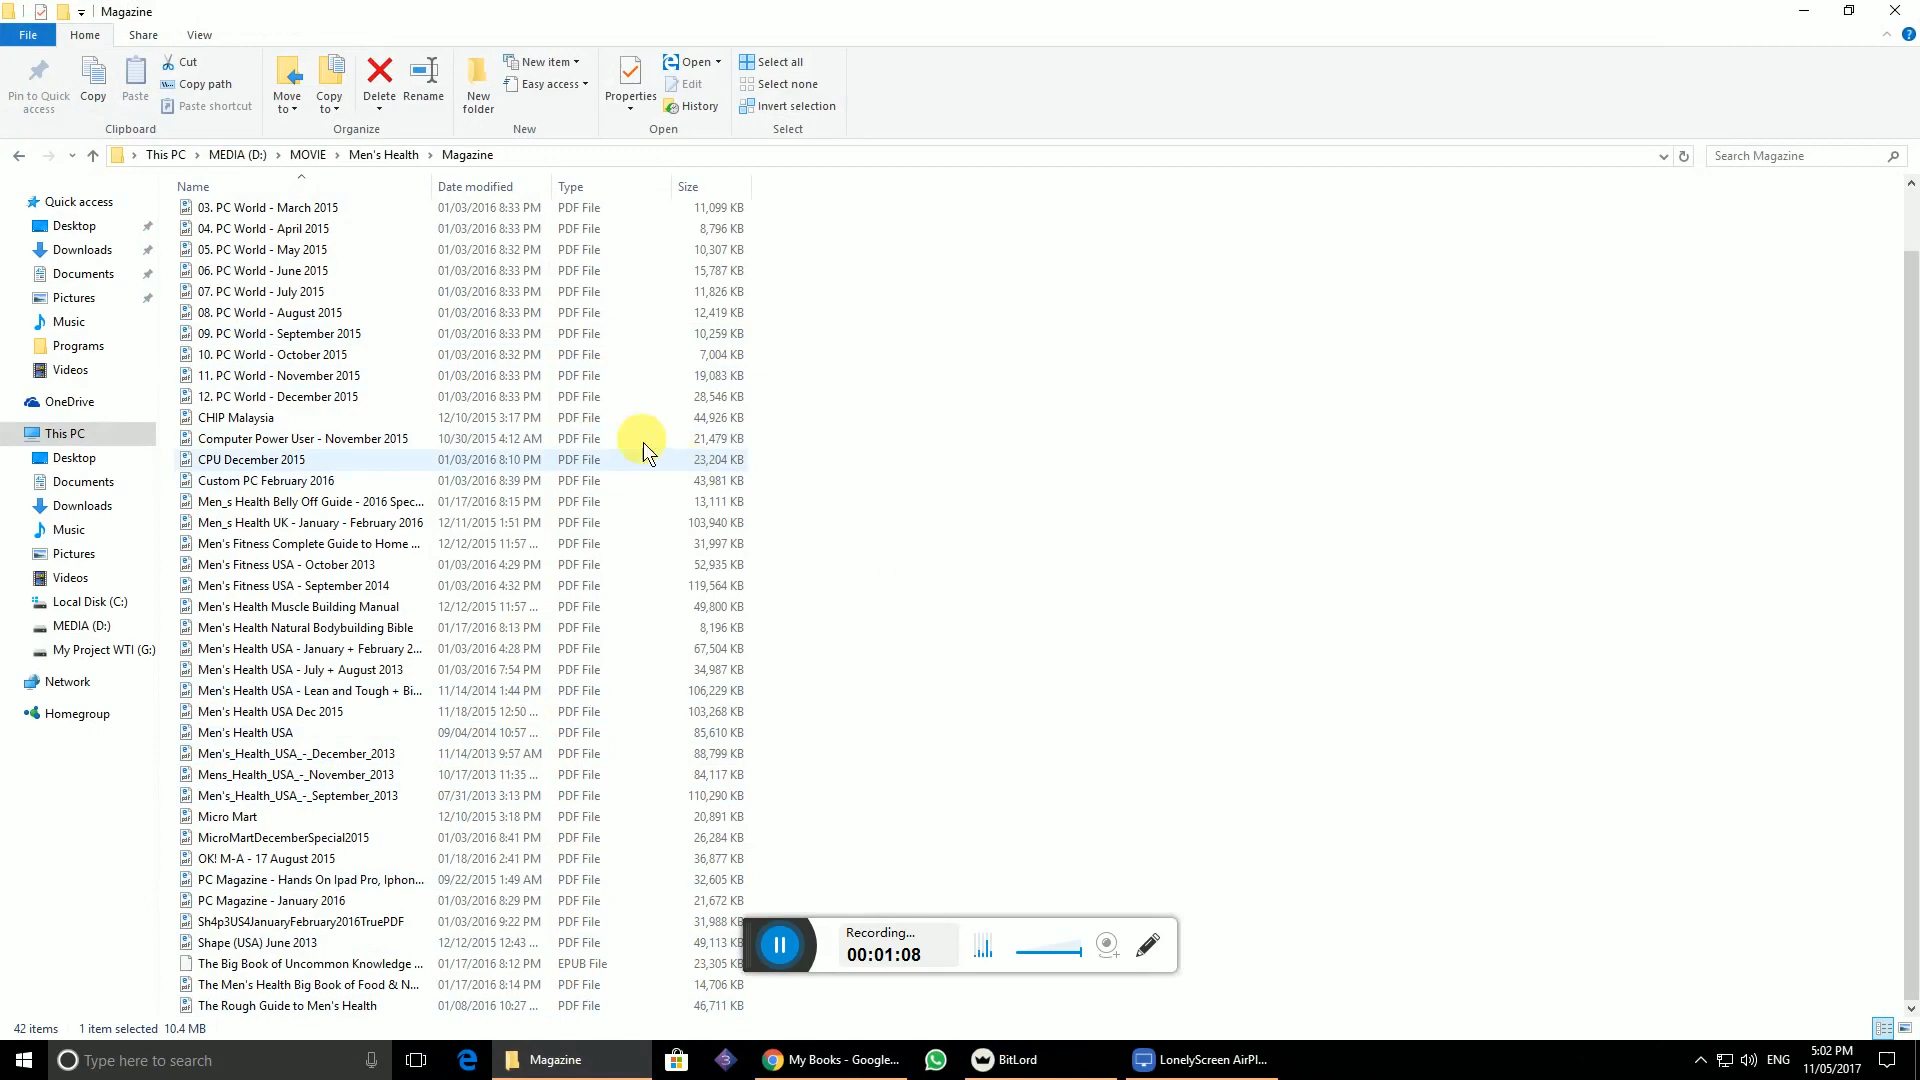 Magazine
File Home Share View
Pin to Quick access
Copy
Paste
Cut
Copy path
Paste shortcut
Clipboard
Move to
Copy to
Delete
Rename
Organize
New folder
New item
Easy access
New
Properties
Open
Edit
History
Open
Select all
Select none
Invert selection
Select
This PC MEDIA (D:) MOVIE Men's Health Magazine
Search Magazine
Quick access
Desktop
Downloads
Documents
Pictures
Music
Programs
Videos
OneDrive
This PC
Desktop
Documents
Downloads
Music
Pictures
Videos
Local Disk (C:)
MEDIA (D:)
My Project WTI (G:)
Network
Homegroup
Name Date modified Type Size
03. PC World - March 2015 01/03/2016 8:33 PM PDF File 11,099 KB
04. PC World - April 2015 01/03/2016 8:33 PM PDF File 8,796 KB
05. PC World - May 2015 01/03/2016 8:32 PM PDF File 10,307 KB
06. PC World - June 2015 01/03/2016 8:33 PM PDF File 15,787 KB
07. PC World - July 2015 01/03/2016 8:33 PM PDF File 11,826 KB
08. PC World - August 2015 01/03/2016 8:33 PM PDF File 12,419 KB
09. PC World - September 2015 01/03/2016 8:33 PM PDF File 10,259 KB
10. PC World - October 2015 01/03/2016 8:32 PM PDF File 7,004 KB
11. PC World - November 2015 01/03/2016 8:33 PM PDF File 19,083 KB
12. PC World - December 2015 01/03/2016 8:33 PM PDF File 28,546 KB
CHIP Malaysia 12/10/2015 3:17 PM PDF File 44,926 KB
Computer Power User - November 2015 10/30/2015 4:12 AM PDF File 21,479 KB
CPU December 2015 01/03/2016 8:10 PM PDF File 23,204 KB
Custom PC February 2016 01/03/2016 8:39 PM PDF File 43,981 KB
Men_s Health Belly Off Guide - 2016 Spec... 01/17/2016 8:15 PM PDF File 13,111 KB
Men_s Health UK - January - February 2016 12/11/2015 1:51 PM PDF File 103,940 KB
Men's Fitness Complete Guide to Home ... 12/12/2015 11:57 ... PDF File 31,997 KB
Men's Fitness USA - October 2013 01/03/2016 4:29 PM PDF File 52,935 KB
Men's Fitness USA - September 2014 01/03/2016 4:32 PM PDF File 119,564 KB
Men's Health Muscle Building Manual 12/12/2015 11:57 ... PDF File 49,800 KB
Men's Health Natural Bodybuilding Bible 01/17/2016 8:13 PM PDF File 8,196 KB
Men's Health USA - January + February 2... 01/03/2016 4:28 PM PDF File 67,504 KB
Men's Health USA - July + August 2013 01/03/2016 7:54 PM PDF File 34,987 KB
Men's Health USA - Lean and Tough + Bi... 11/14/2014 1:44 PM PDF File 106,229 KB
Men's Health USA Dec 2015 11/18/2015 12:50 ... PDF File 103,268 KB
Men's Health USA 09/04/2014 10:57 ... PDF File 85,610 KB
Men's_Health_USA_-_December_2013 11/14/2013 9:57 AM PDF File 88,799 KB
Mens_Health_USA_-_November_2013 10/17/2013 11:35 ... PDF File 84,117 KB
Men's_Health_USA_-_September_2013 07/31/2013 3:13 PM PDF File 110,290 KB
Micro Mart 12/10/2015 3:18 PM PDF File 20,891 KB
MicroMartDecemberSpecial2015 01/03/2016 8:41 PM PDF File 26,284 KB
OK! M-A - 17 August 2015 01/18/2016 2:41 PM PDF File 36,877 KB
PC Magazine - Hands On Ipad Pro, Iphon... 09/22/2015 1:49 AM PDF File 32,605 KB
PC Magazine - January 2016 01/03/2016 8:29 PM PDF File 21,672 KB
Sh4p3US4JanuaryFebruary2016TruePDF 01/03/2016 9:22 PM PDF File 31,988 KB
Shape (USA) June 2013 12/12/2015 12:43 ... PDF File 49,113 KB
The Big Book of Uncommon Knowledge ... 01/17/2016 8:12 PM EPUB File 23,305 KB
The Men's Health Big Book of Food & N... 01/17/2016 8:14 PM PDF File 14,706 KB
The Rough Guide to Men's Health 01/08/2016 10:27 ... PDF File 46,711 KB
Recording...
00:01:08
42 items 1 item selected 10.4 MB
Type here to search
Magazine
My Books - Google...
BitLord
LonelyScreen AirPl...
ENG
5:02 PM
11/05/2017